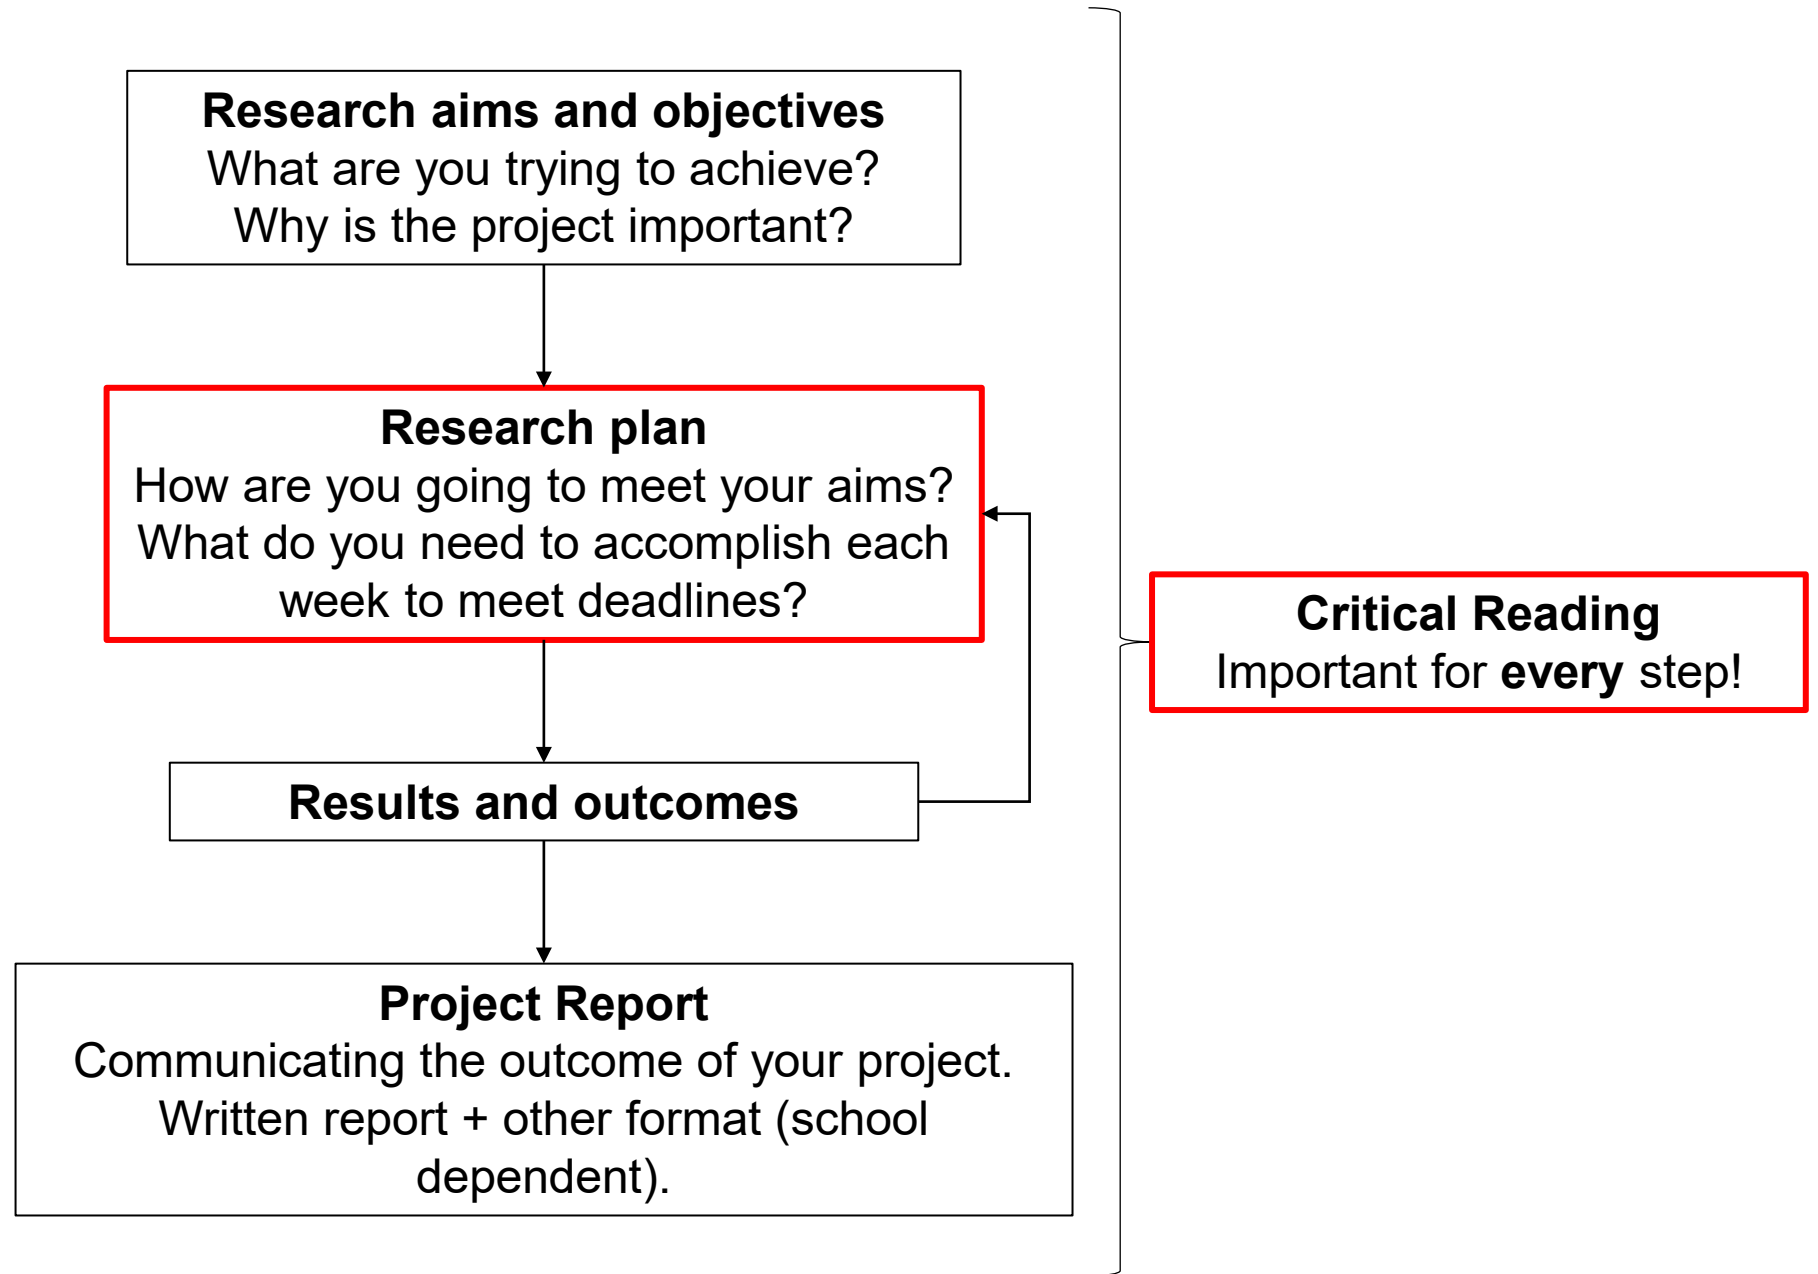 Research aims and objectives
What are you trying to achieve?
Why is the project important?
Research plan
How are you going to meet your aims?
What do you need to accomplish each
week to meet deadlines?
Critical Reading
Important for every step!
Results and outcomes
Project Report
Communicating the outcome of your project.
Written report + other format (school
dependent).